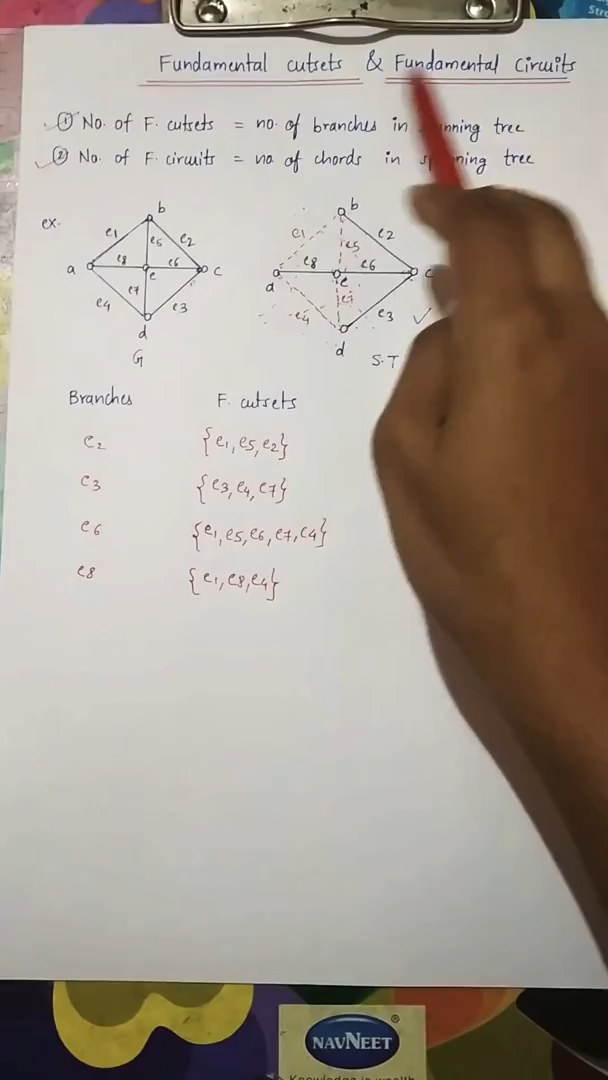 Fundamental cutsets & Fundamental Circuits
① No. of F. cutsets = no. of branches in tree
② No. of F. circuits = no of chords in tree
ex.
b b
e1 e5 e2 e1 e5 e2
a e8 e6 c a e8 e6 c
e e
e4 e7 e3 e4 e7 e3
d d
G S.T
Branches F. cutsets
e2 {e1, e5, e2}
e3 {e3, e4, e7}
e6 {e1, e5, e6, e7, e4}
e8 {e1, e8, e4}
NAVNEET®
Knowledge is wealth